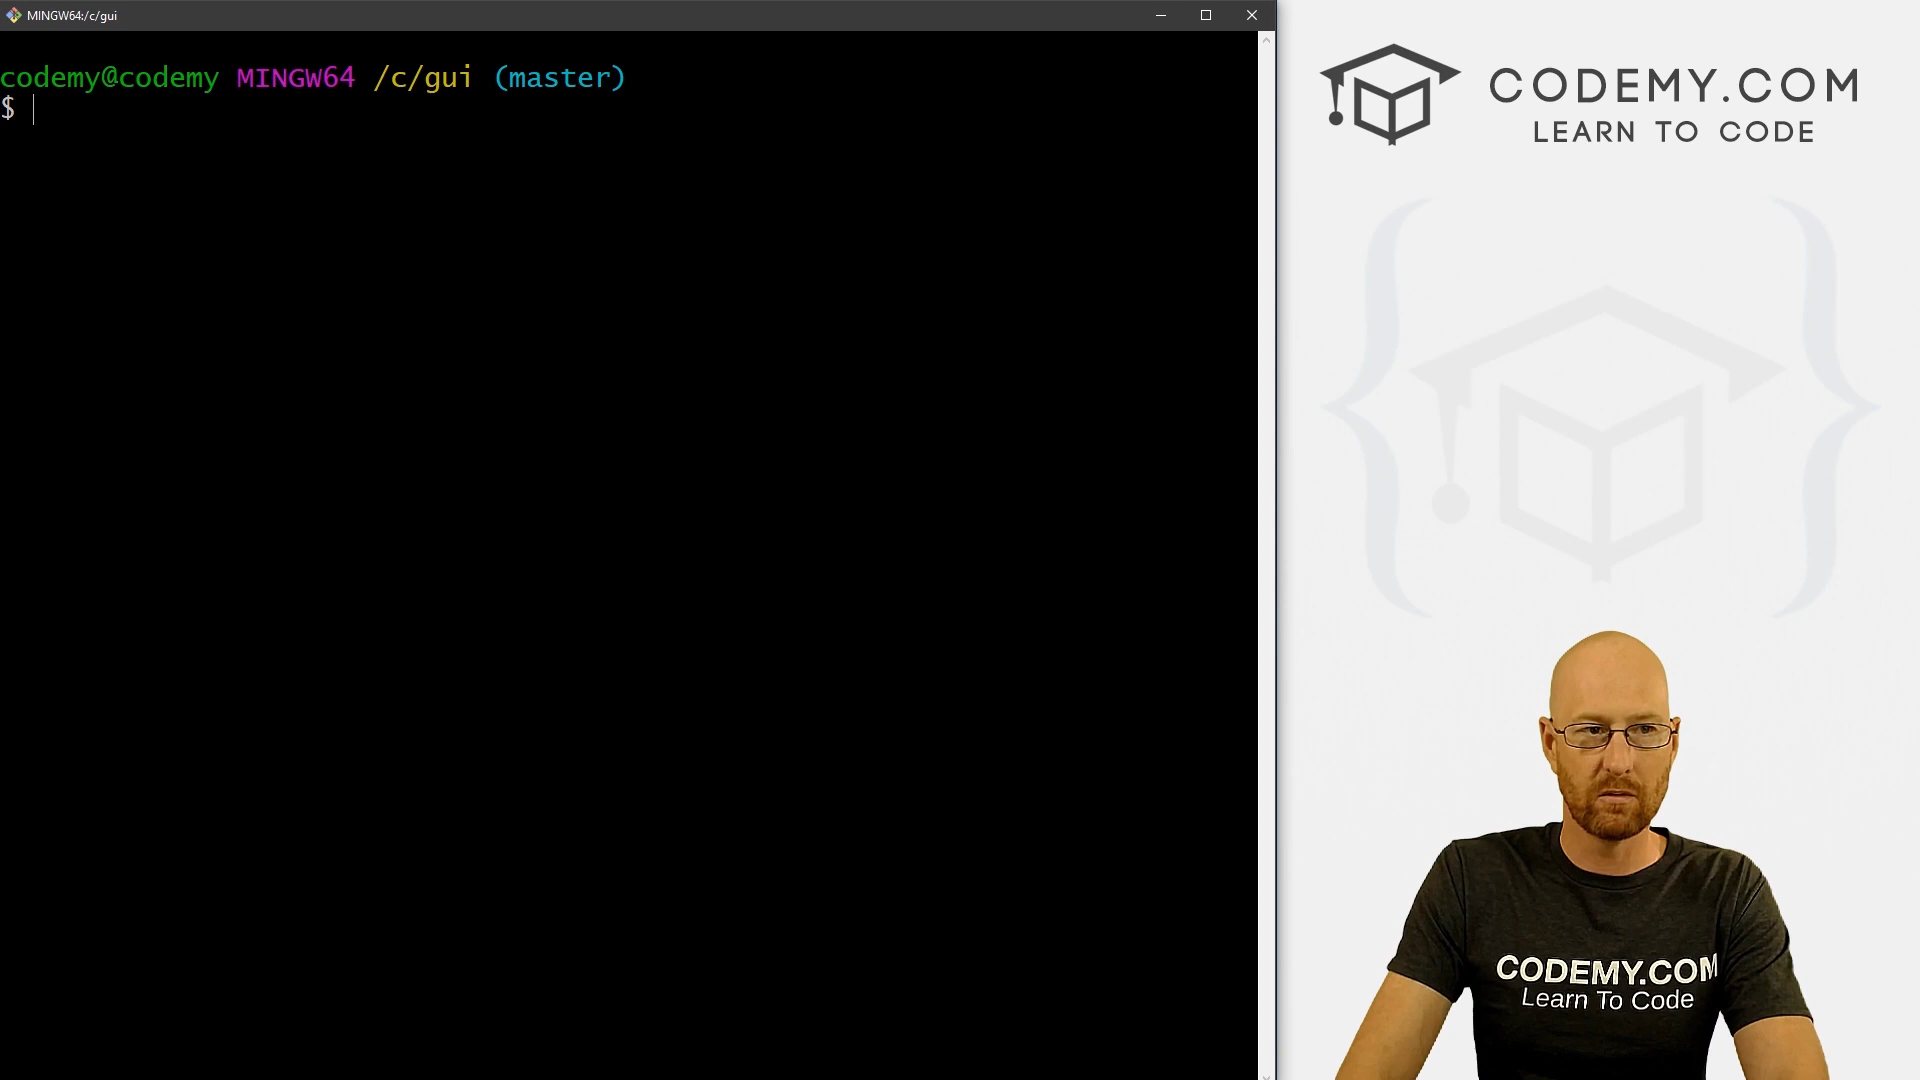 MINGW64:/c/gui
codemy@codemy MINGW64 /c/gui (master)
$
CODEMY.COM
LEARN TO CODE
CODEMY.COM
Learn To Code